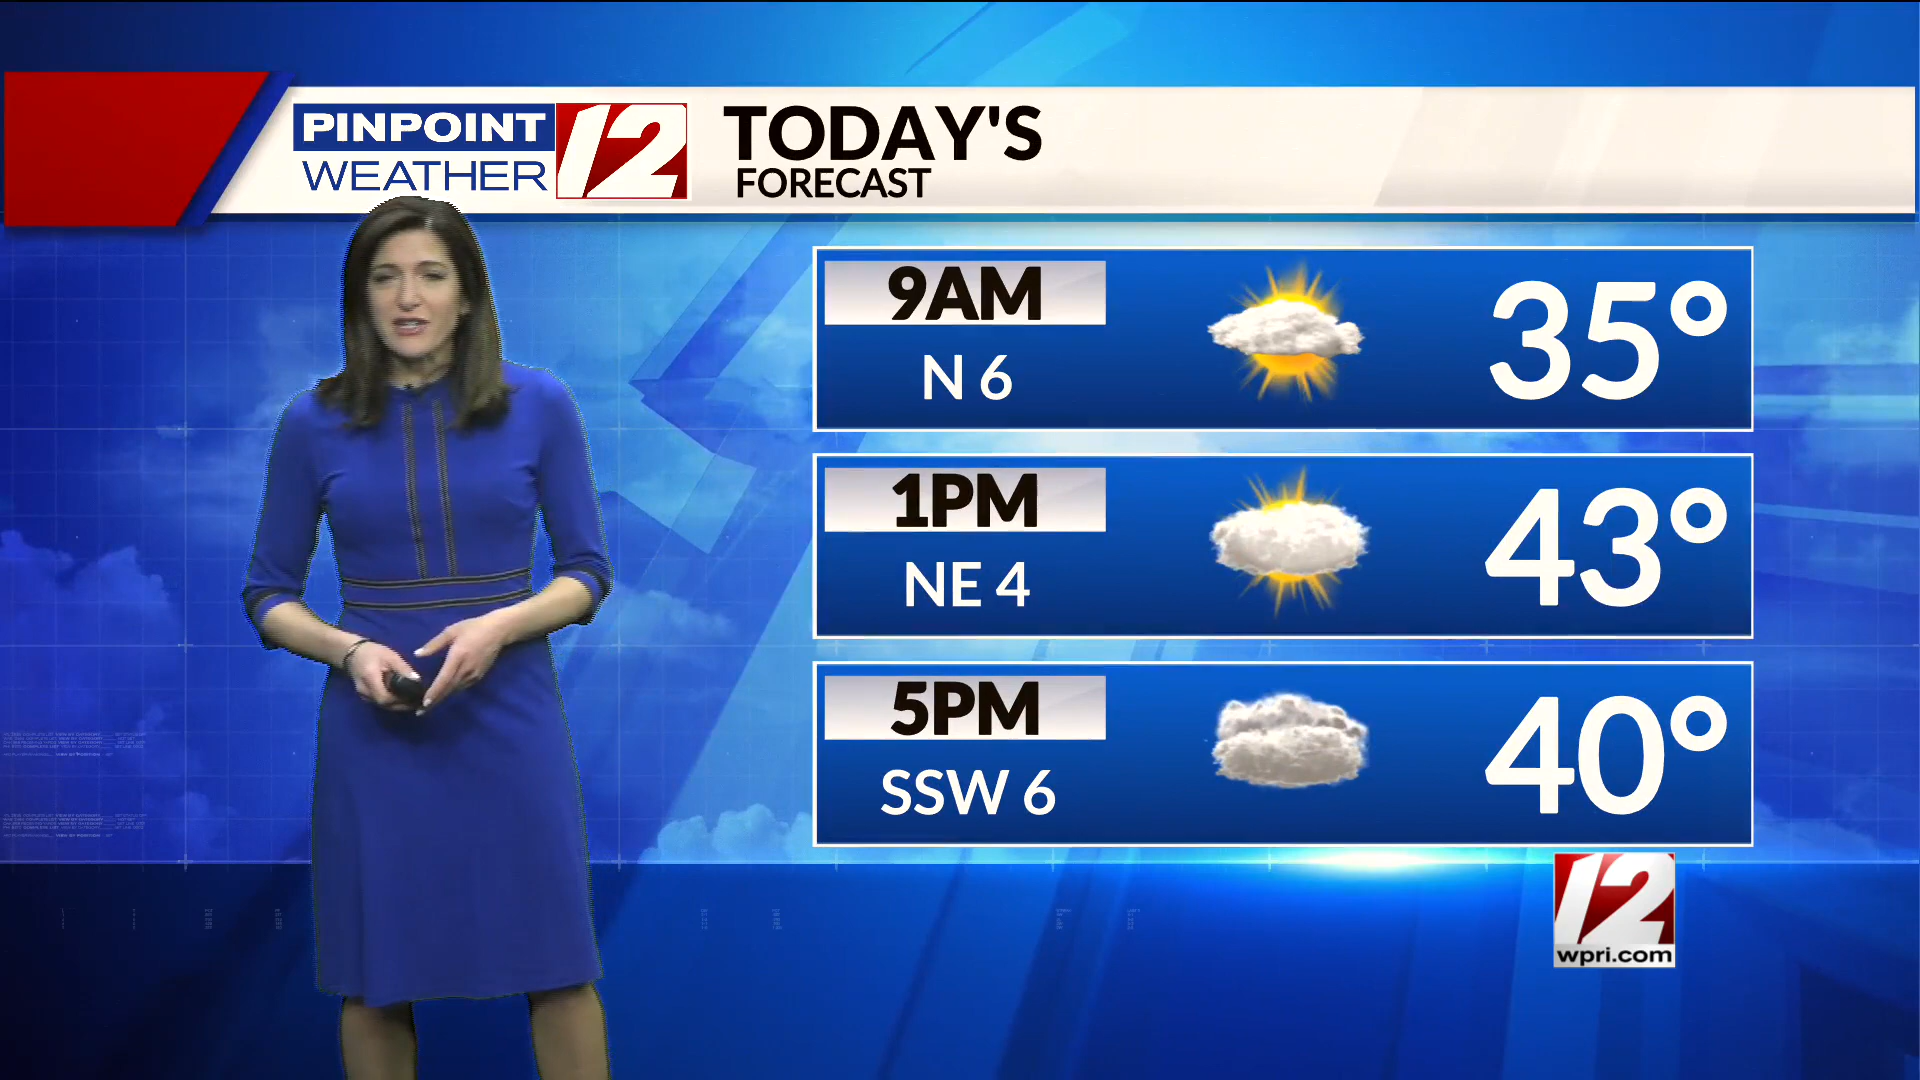 PINPOINT
WEATHER
12
TODAY'S
FORECAST
9AM
N 6
35°
1PM
NE 4
43°
5PM
SSW 6
40°
12
wpri.com